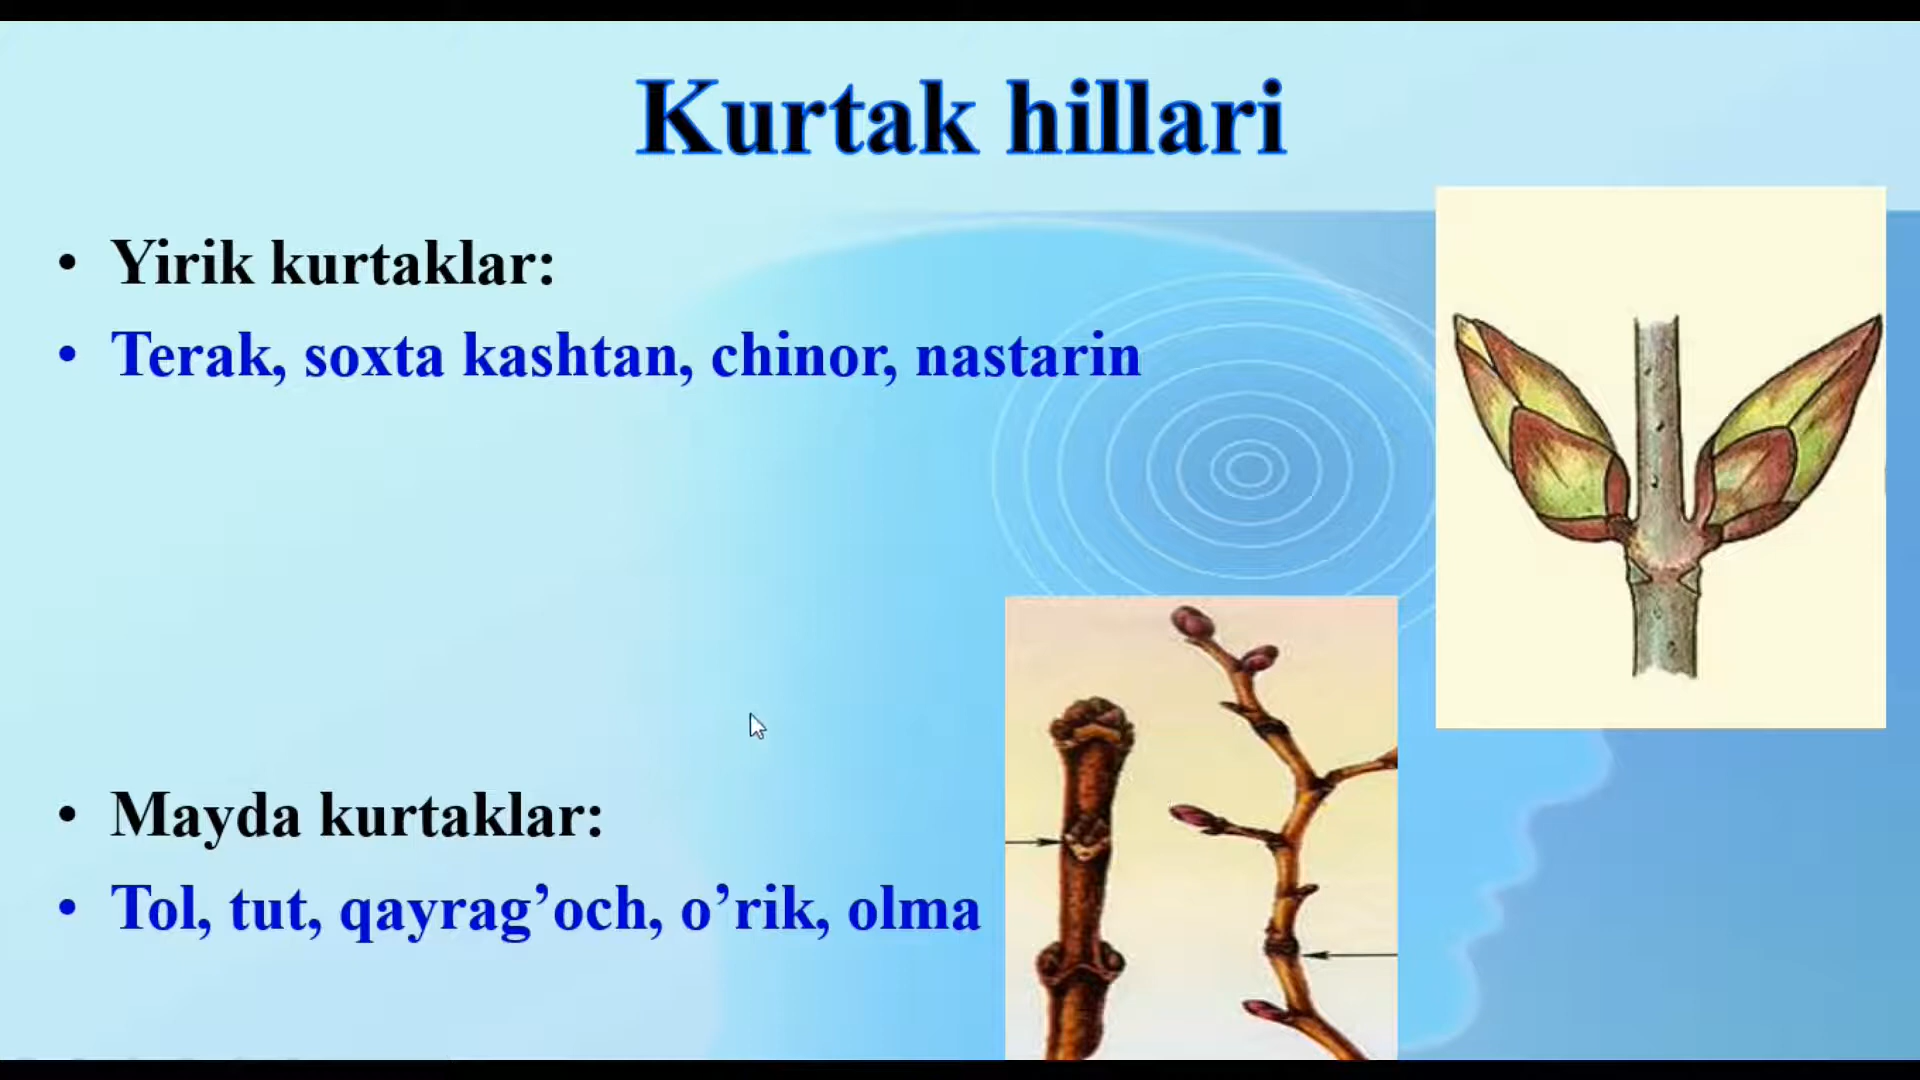 Kurtak hillari
• Yirik kurtaklar:
• Terak, soxta kashtan, chinor, nastarin
• Mayda kurtaklar:
• Tol, tut, qayrag’och, o’rik, olma